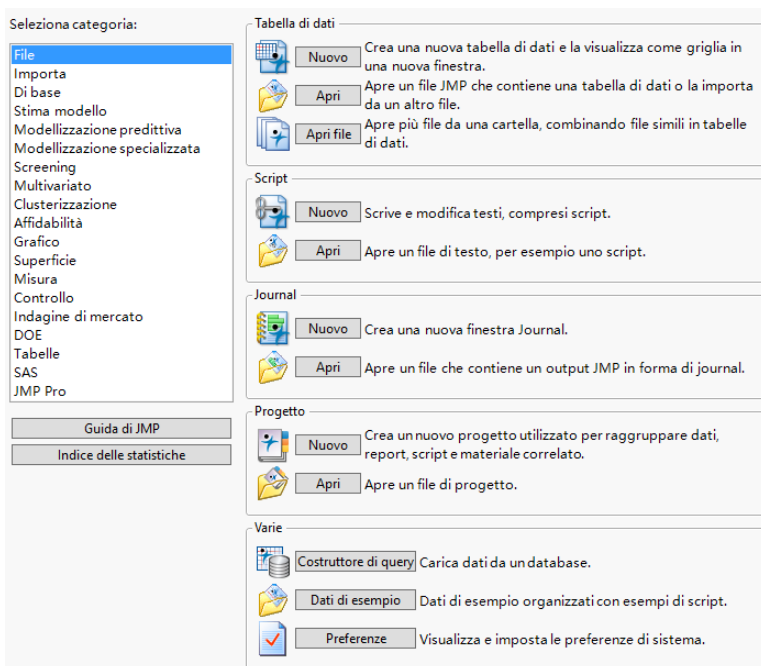 Seleziona categoria:
File
Importa
Di base
Stima modello
Modellizzazione predittiva
Modellizzazione specializzata
Screening
Multivariato
Clusterizzazione
Affidabilità
Grafico
Superficie
Misura
Controllo
Indagine di mercato
DOE
Tabelle
SAS
JMP Pro
Guida di JMP
Indice delle statistiche
Tabella di dati
Nuovo
Crea una nuova tabella di dati e la visualizza come griglia in
una nuova finestra.
Apri
Apre un file JMP che contiene una tabella di dati o la importa
da un altro file.
Apri file
Apre più file da una cartella, combinando file simili in tabelle
di dati.
Script
Nuovo
Scrive e modifica testi, compresi script.
Apri
Apre un file di testo, per esempio uno script.
Journal
Nuovo
Crea una nuova finestra Journal.
Apri
Apre un file che contiene un output JMP in forma di journal.
Progetto
Nuovo
Crea un nuovo progetto utilizzato per raggruppare dati,
report, script e materiale correlato.
Apri
Apre un file di progetto.
Varie
Costruttore di query
Carica dati da un database.
Dati di esempio
Dati di esempio organizzati con esempi di script.
Preferenze
Visualizza e imposta le preferenze di sistema.